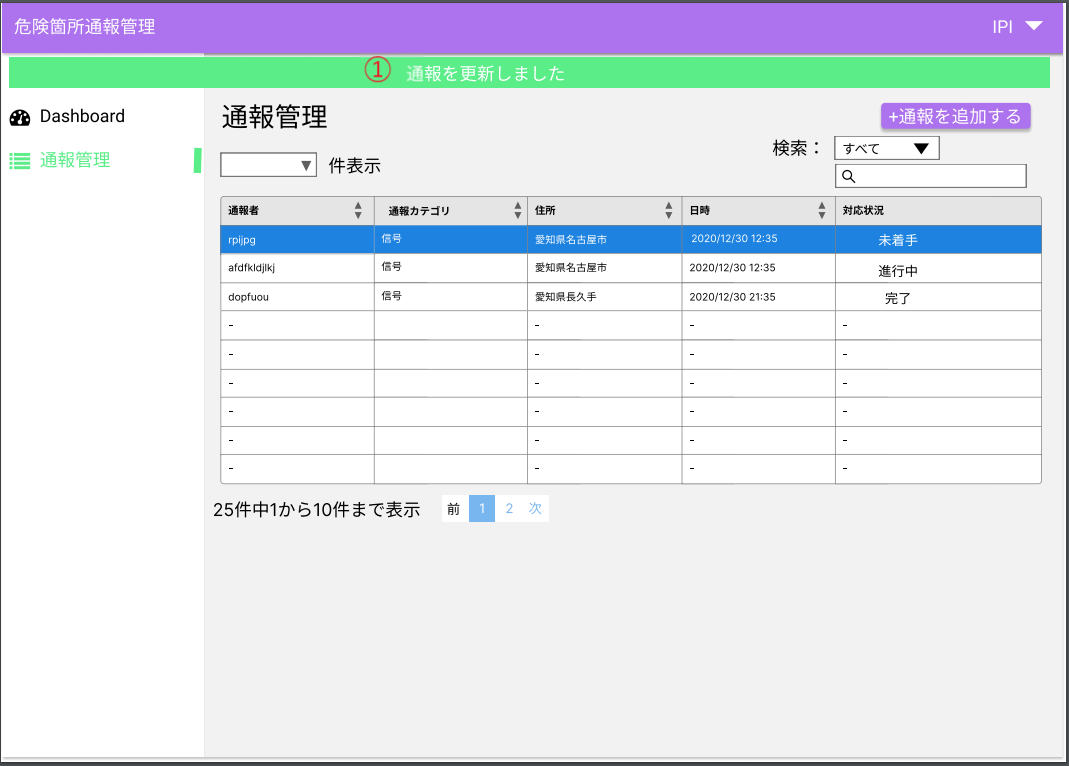 危険箇所通報管理 IPI
① 通報を更新しました
Dashboard
通報管理
通報管理
+通報を追加する
検索： すべて
件表示
通報者 通報カテゴリ 住所 日時 対応状況
rpijpg 信号 愛知県名古屋市 2020/12/30 12:35 未着手
afdfkldjlkj 信号 愛知県名古屋市 2020/12/30 12:35 進行中
dopfuou 信号 愛知県長久手 2020/12/30 21:35 完了
- - - -
- - - -
- - - -
- - - -
- - - -
- - - -
25件中1から10件まで表示 前 1 2 次